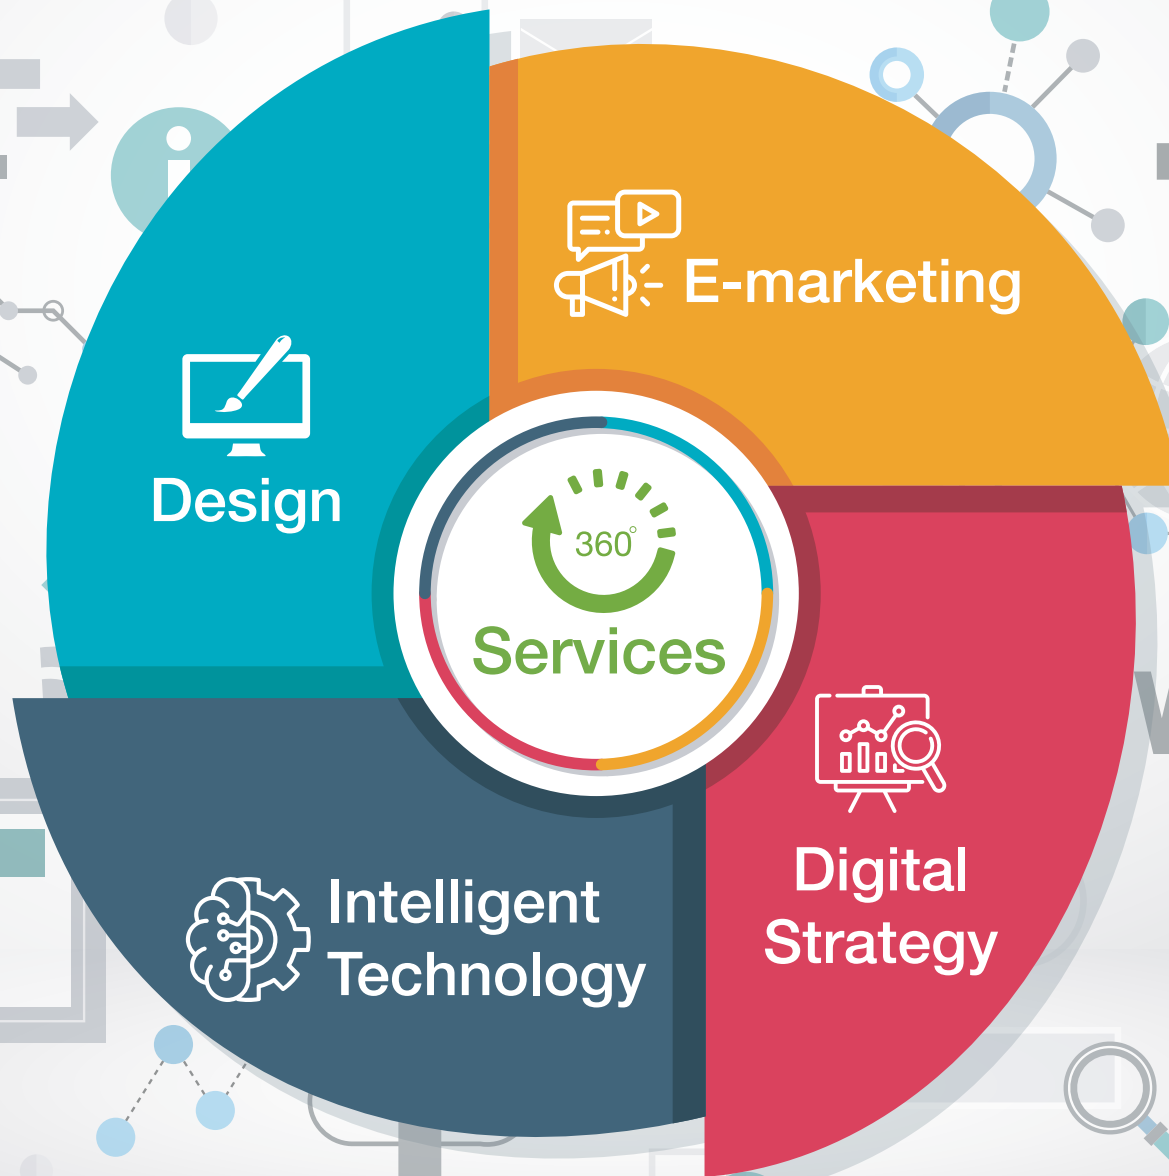 E-marketing
Design
360°
Services
Digital
Strategy
Intelligent
Technology